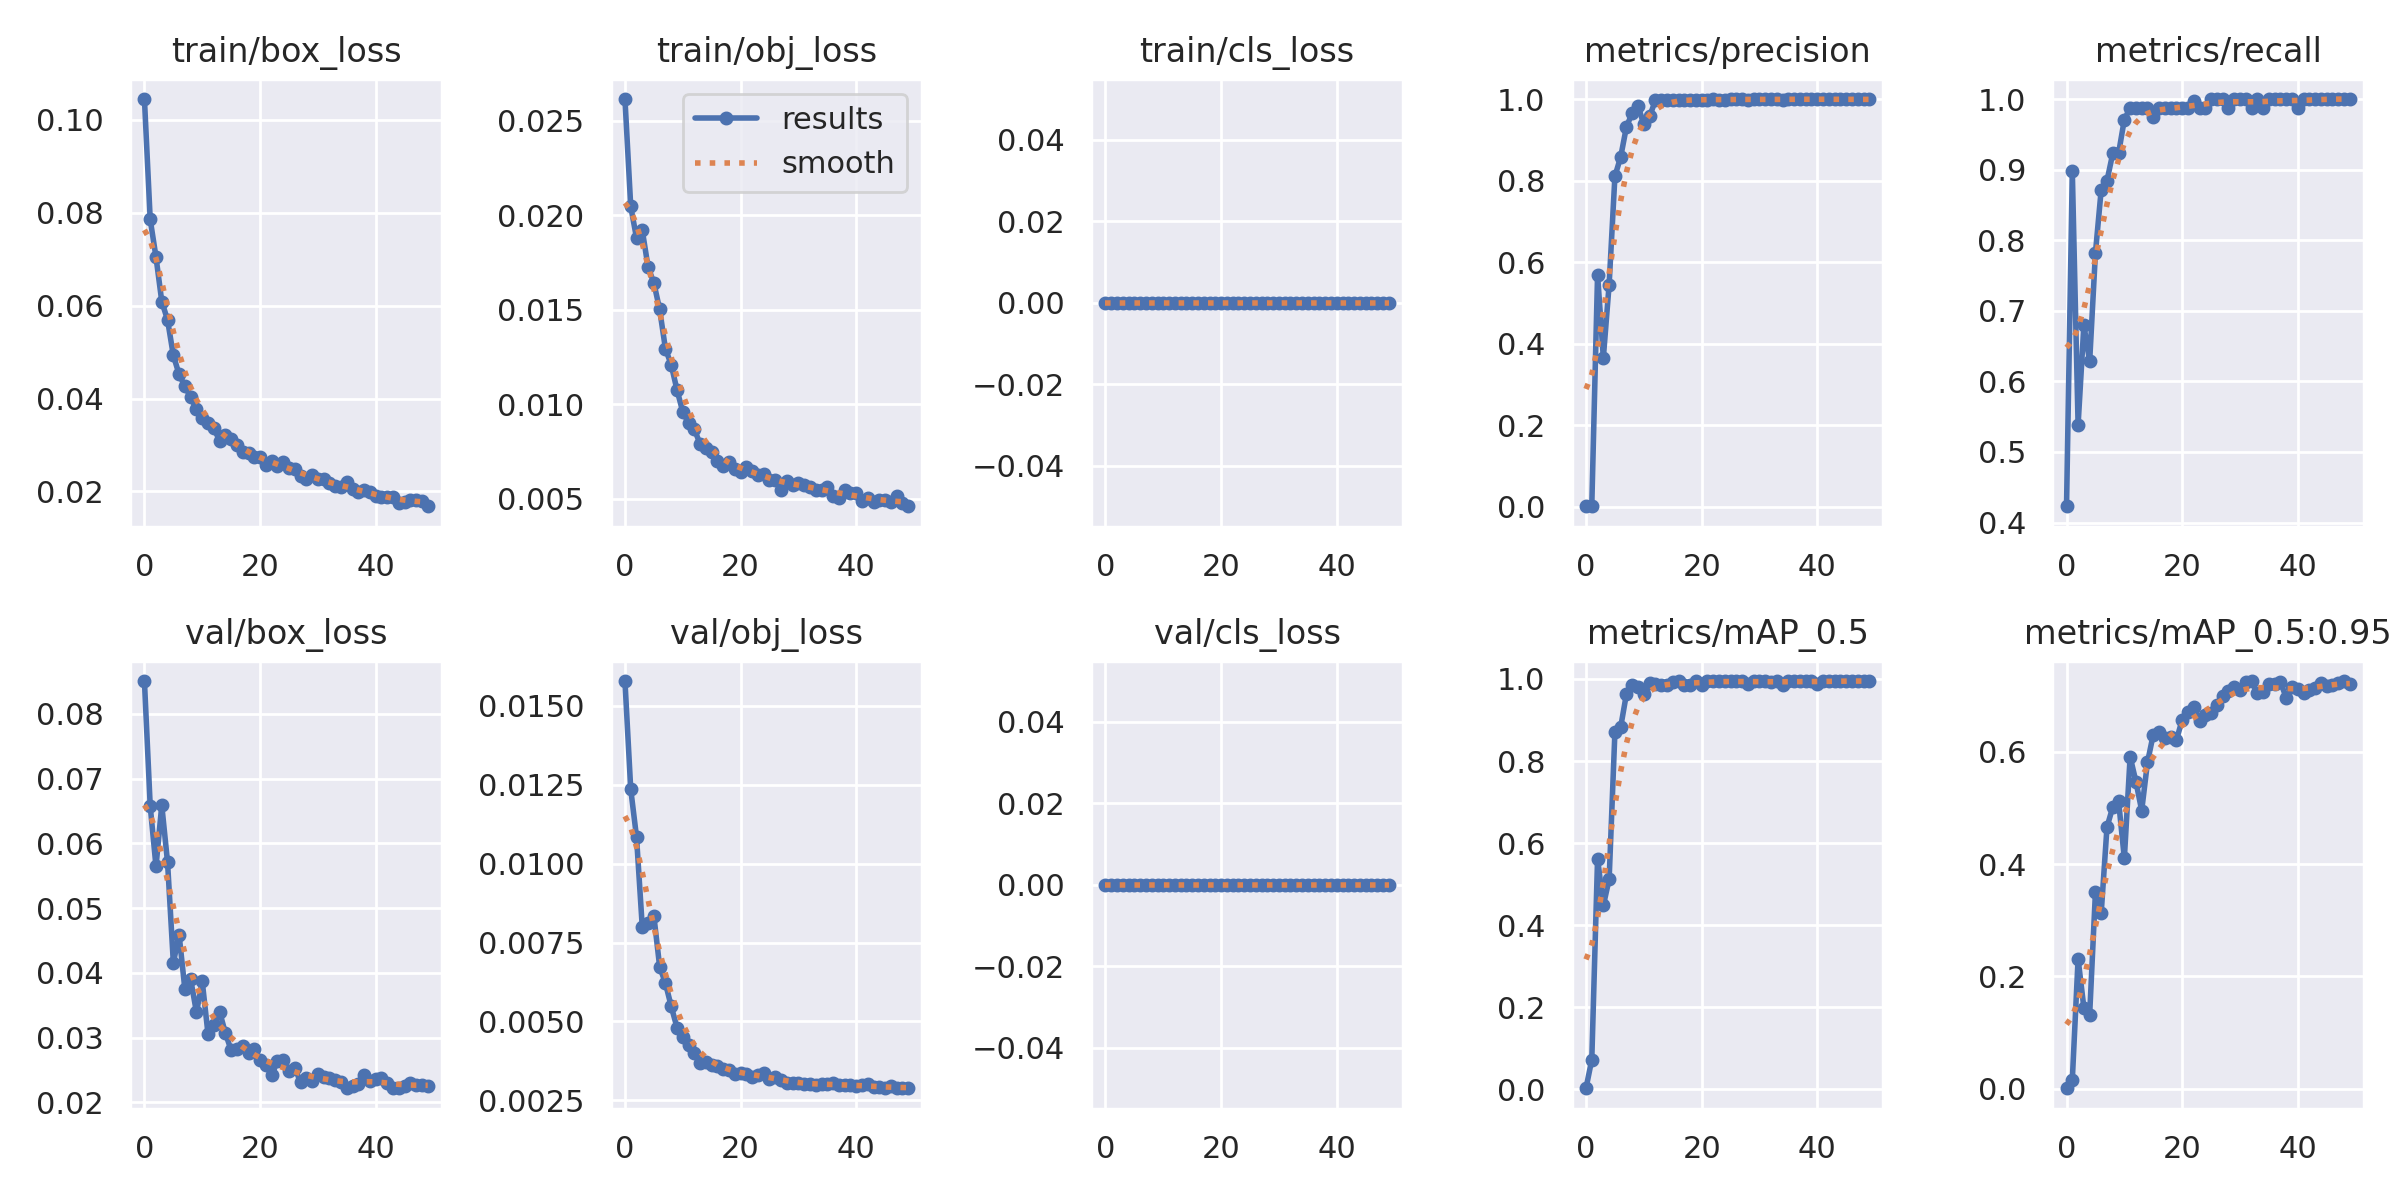 train/box_loss
train/obj_loss
train/cls_loss
metrics/precision
metrics/recall
0.10
0.08
0.06
0.04
0.02
0 20 40
0.025
0.020
0.015
0.010
0.005
0 20 40
results
smooth
0.04
0.02
0.00
−0.02
−0.04
0 20 40
1.0
0.8
0.6
0.4
0.2
0.0
0 20 40
1.0
0.9
0.8
0.7
0.6
0.5
0.4
0 20 40
val/box_loss
val/obj_loss
val/cls_loss
metrics/mAP_0.5
metrics/mAP_0.5:0.95
0.08
0.07
0.06
0.05
0.04
0.03
0.02
0 20 40
0.0150
0.0125
0.0100
0.0075
0.0050
0.0025
0 20 40
0.04
0.02
0.00
−0.02
−0.04
0 20 40
1.0
0.8
0.6
0.4
0.2
0.0
0 20 40
0.6
0.4
0.2
0.0
0 20 40